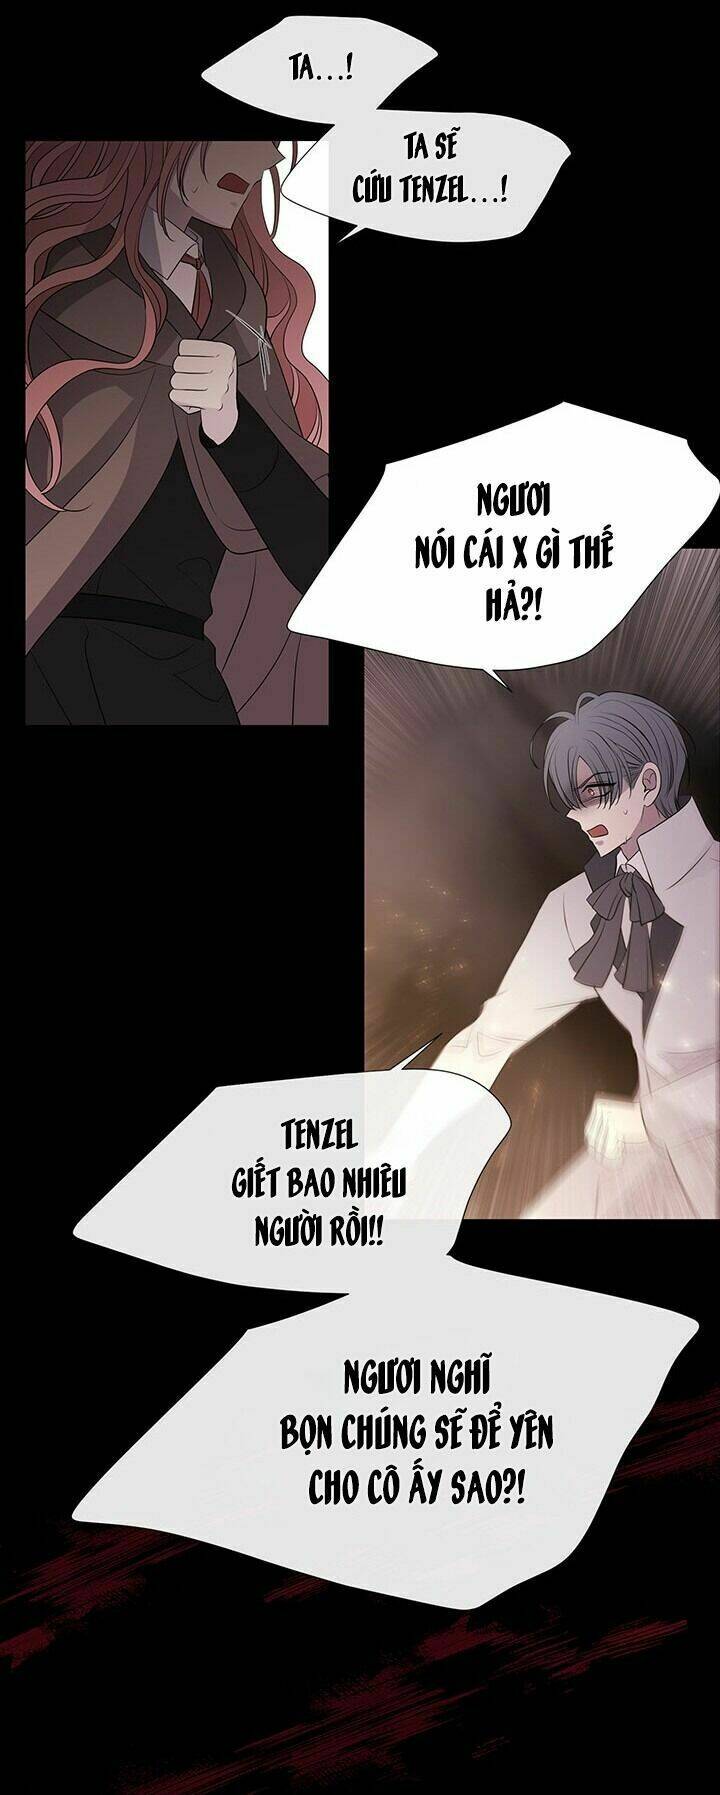 TA...!
TA SẼ
CỨU TENZEL...!
NGƯƠI
NÓI CÁI X GÌ THẾ
HẢ?!
TENZEL
GIẾT BAO NHIÊU
NGƯỜI RỒI!!
NGƯƠI NGHĨ
BỌN CHÚNG SẼ ĐỂ YÊN
CHO CÔ ẤY SAO?!